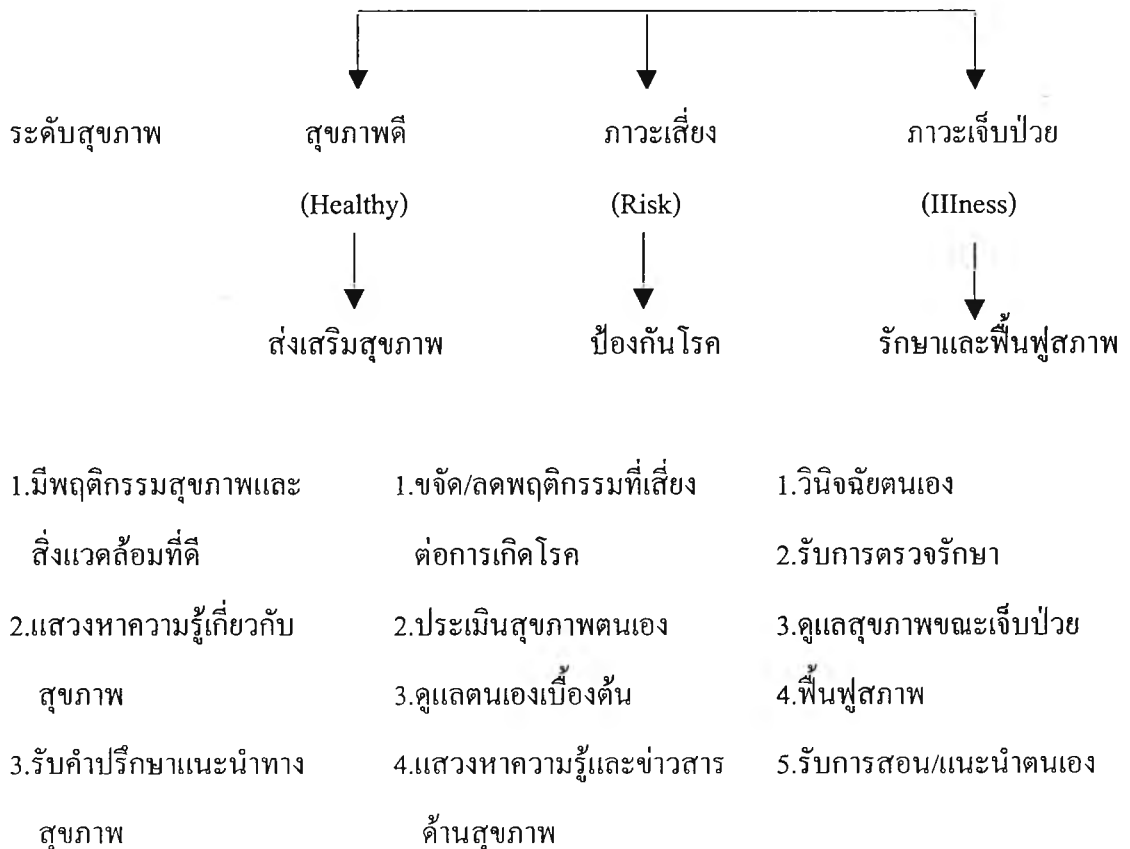 ระดับสุขภาพ สุขภาพดี ภาวะเสี่ยง ภาวะเจ็บป่วย
(Healthy) (Risk) (IIIness)
ส่งเสริมสุขภาพ ป้องกันโรค รักษาและฟื้นฟูสภาพ
1.มีพฤติกรรมสุขภาพและ
สิ่งแวดล้อมที่ดี
2.แสวงหาความรู้เกี่ยวกับ
สุขภาพ
3.รับคำปรึกษาแนะนำทาง
สุขภาพ
1.ขจัด/ลดพฤติกรรมที่เสี่ยง
ต่อการเกิดโรค
2.ประเมินสุขภาพตนเอง
3.ดูแลตนเองเบื้องต้น
4.แสวงหาความรู้และข่าวสาร
ด้านสุขภาพ
1.วินิจฉัยตนเอง
2.รับการตรวจรักษา
3.ดูแลสุขภาพขณะเจ็บป่วย
4.ฟื้นฟูสภาพ
5.รับการสอน/แนะนำตนเอง